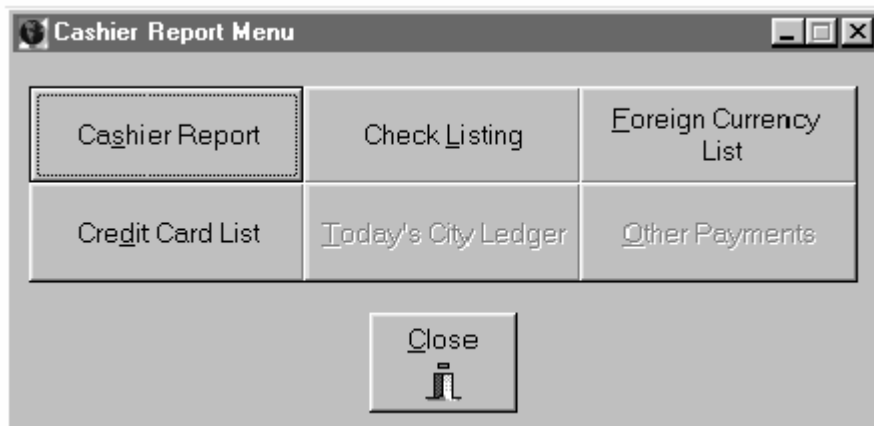 Cashier Report Menu
Cashier Report
Check Listing
Foreign Currency
List
Credit Card List
Today's City Ledger
Other Payments
Close